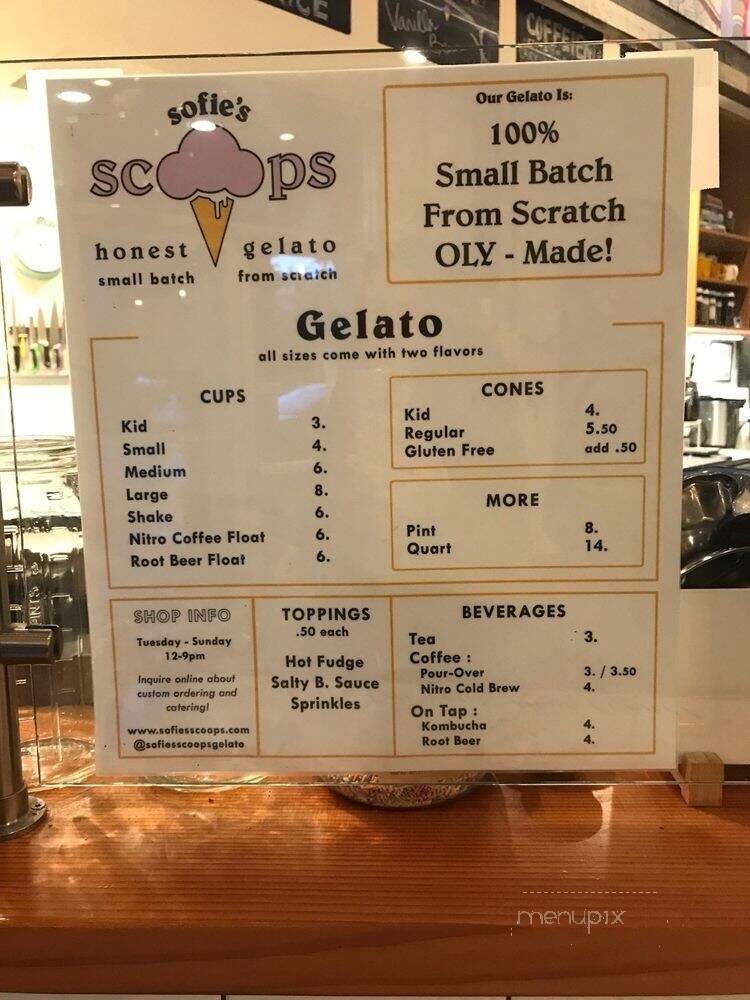 Vanilla
COFFEE
sofie's
scoops
honest gelato
small batch from scratch
Our Gelato Is:
100%
Small Batch
From Scratch
OLY - Made!
Gelato
all sizes come with two flavors
CUPS
Kid 3.
Small 4.
Medium 6.
Large 8.
Shake 6.
Nitro Coffee Float 6.
Root Beer Float 6.
CONES
Kid 4.
Regular 5.50
Gluten Free add .50
MORE
Pint 8.
Quart 14.
SHOP INFO
Tuesday - Sunday
12-9pm
Inquire online about
custom ordering and
catering!
www.sofiesscoops.com
@sofiesscoopsgelato
TOPPINGS
.50 each
Hot Fudge
Salty B. Sauce
Sprinkles
BEVERAGES
Tea 3.
Coffee :
Pour-Over 3. / 3.50
Nitro Cold Brew 4.
On Tap :
Kombucha 4.
Root Beer 4.
menupix